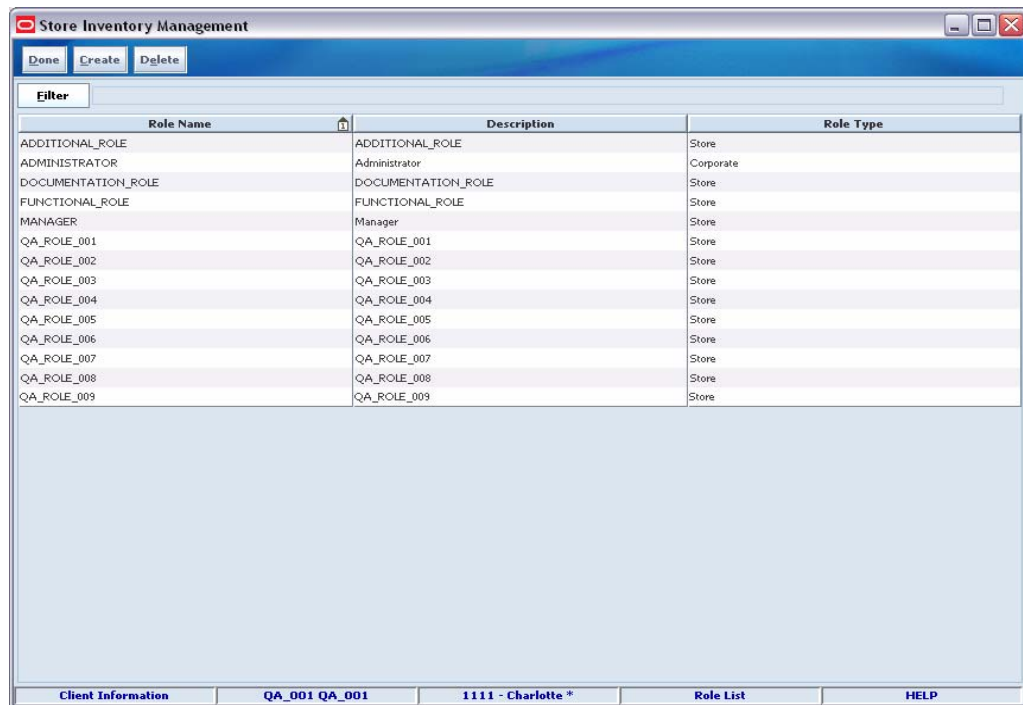 Store Inventory Management
Done Create Delete
Filter
Role Name 1 Description Role Type
ADDITIONAL_ROLE ADDITIONAL_ROLE Store
ADMINISTRATOR Administrator Corporate
DOCUMENTATION_ROLE DOCUMENTATION_ROLE Store
FUNCTIONAL_ROLE FUNCTIONAL_ROLE Store
MANAGER Manager Store
QA_ROLE_001 QA_ROLE_001 Store
QA_ROLE_002 QA_ROLE_002 Store
QA_ROLE_003 QA_ROLE_003 Store
QA_ROLE_004 QA_ROLE_004 Store
QA_ROLE_005 QA_ROLE_005 Store
QA_ROLE_006 QA_ROLE_006 Store
QA_ROLE_007 QA_ROLE_007 Store
QA_ROLE_008 QA_ROLE_008 Store
QA_ROLE_009 QA_ROLE_009 Store
Client Information QA_001 QA_001 1111 - Charlotte * Role List HELP